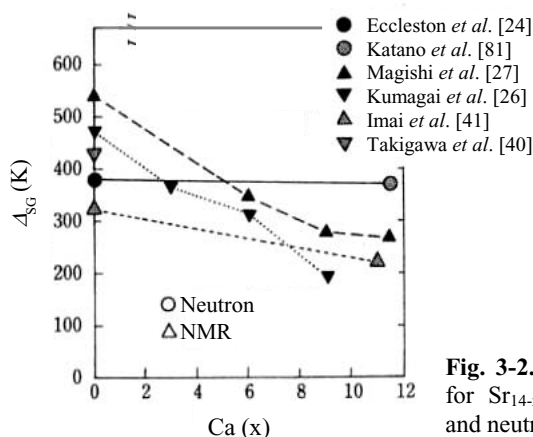 Eccleston et al. [24]
Katano et al. [81]
Magishi et al. [27]
Kumagai et al. [26]
Imai et al. [41]
Takigawa et al. [40]
600
500
400
300
200
100
0
Δ_SG (K)
Neutron
NMR
0 2 4 6 8 10 12
Ca (x)
Fig. 3-2.
for Sr14-
and